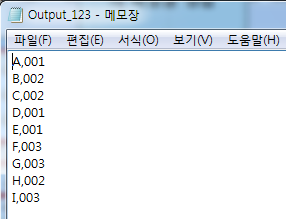 Output_123 - 메모장
파일(F) 편집(E) 서식(O) 보기(V) 도움말(H)
A,001
B,002
C,002
D,001
E,001
F,003
G,003
H,002
I,003